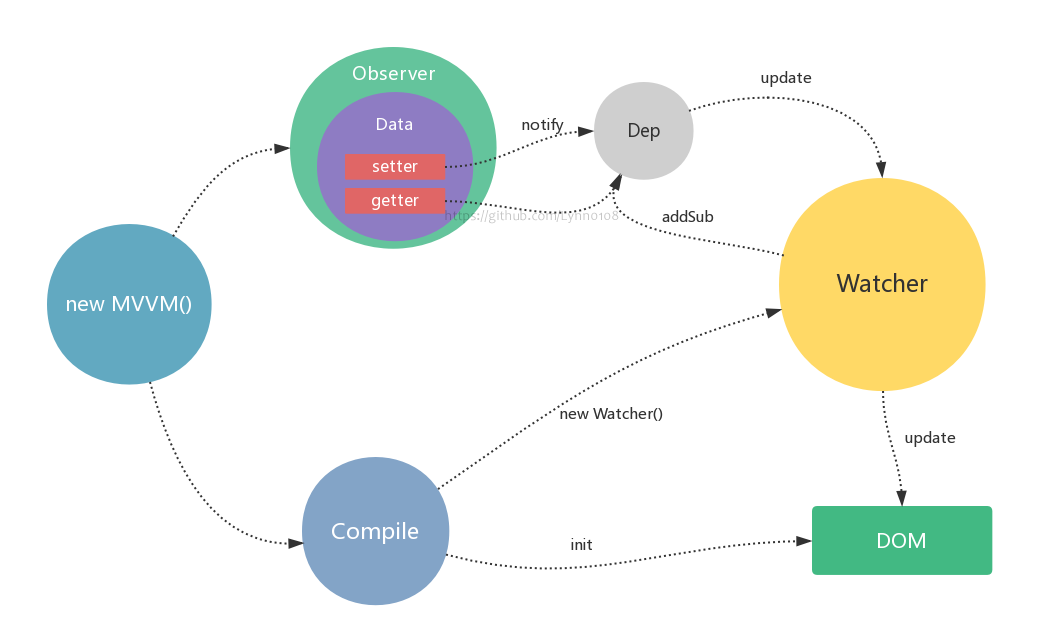 Observer
Data
setter
getter
notify
Dep
update
addSub
https://github.com/Lynn0108
Watcher
new MVVM()
new Watcher()
update
Compile
init
DOM